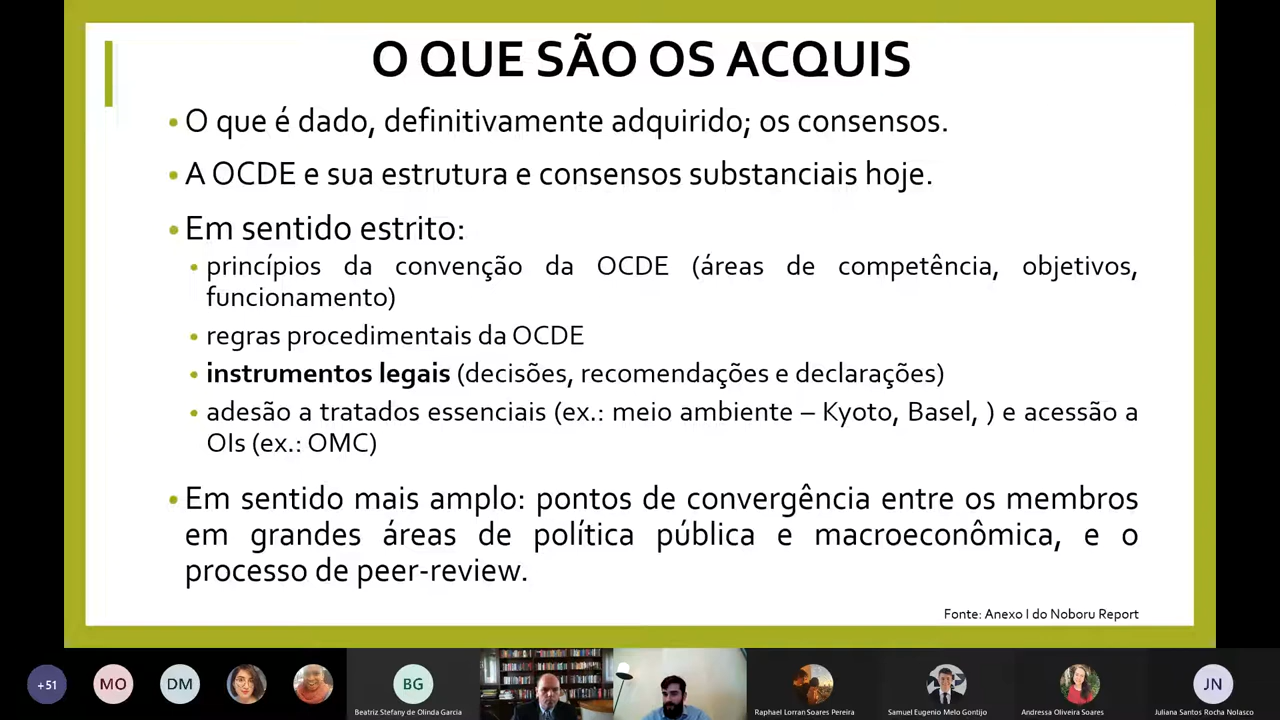 O QUE SÃO OS ACQUIS
• O que é dado, definitivamente adquirido; os consensos.
• A OCDE e sua estrutura e consensos substanciais hoje.
• Em sentido estrito:
• princípios da convenção da OCDE (áreas de competência, objetivos,
funcionamento)
• regras procedimentais da OCDE
• instrumentos legais (decisões, recomendações e declarações)
• adesão a tratados essenciais (ex.: meio ambiente – Kyoto, Basel, ) e acessão a
OIs (ex.: OMC)
• Em sentido mais amplo: pontos de convergência entre os membros
em grandes áreas de política pública e macroeconômica, e o
processo de peer-review.
Fonte: Anexo I do Noboru Report
+51
MO
DM
BG
JN
Beatriz Stefany de Olinda Garcia
Raphael Lorran Soares Pereira
Samuel Eugenio Melo Gontijo
Andressa Oliveira Soares
Juliana Santos Rocha Nolasco